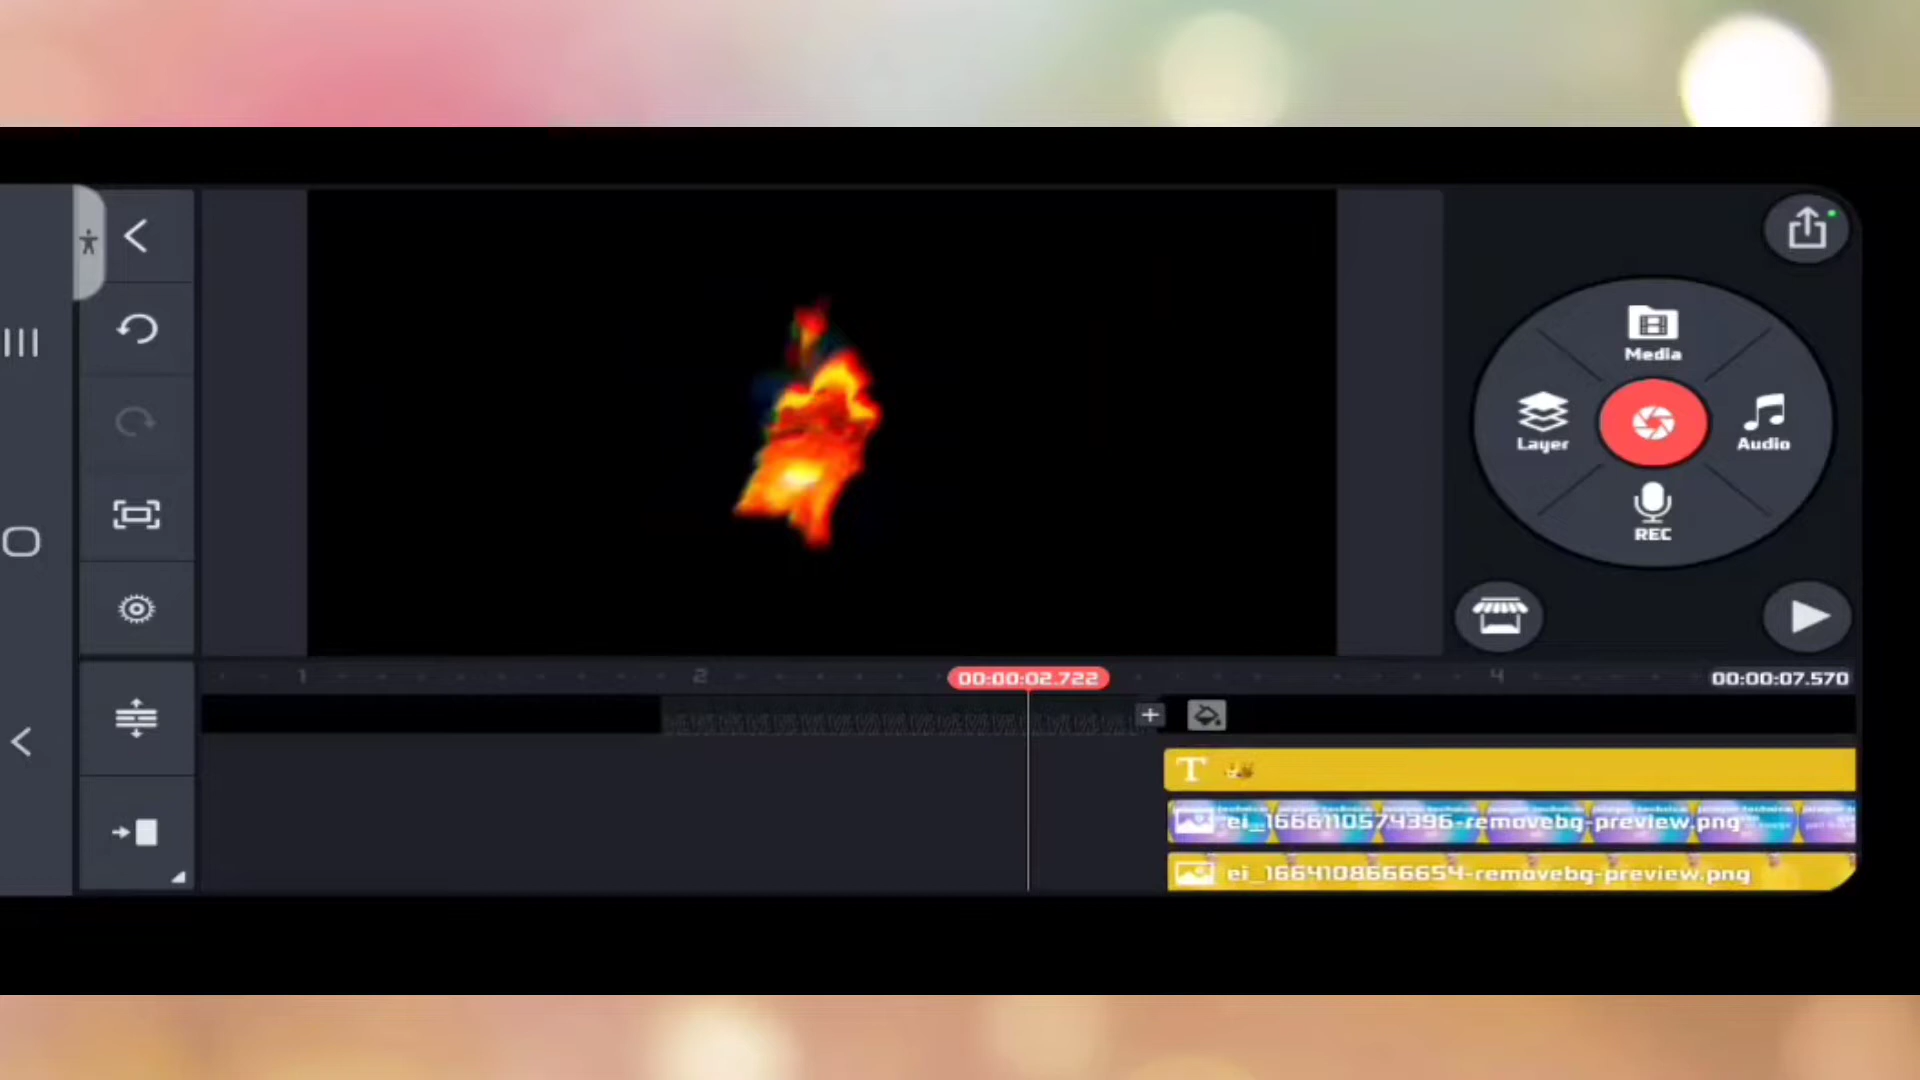 Media
Layer
Audio
REC
1
2
00:00:02.722
4
00:00:07.570
T
ei_1666110574396-removebg-preview.png
ei_1664108666654-removebg-preview.png